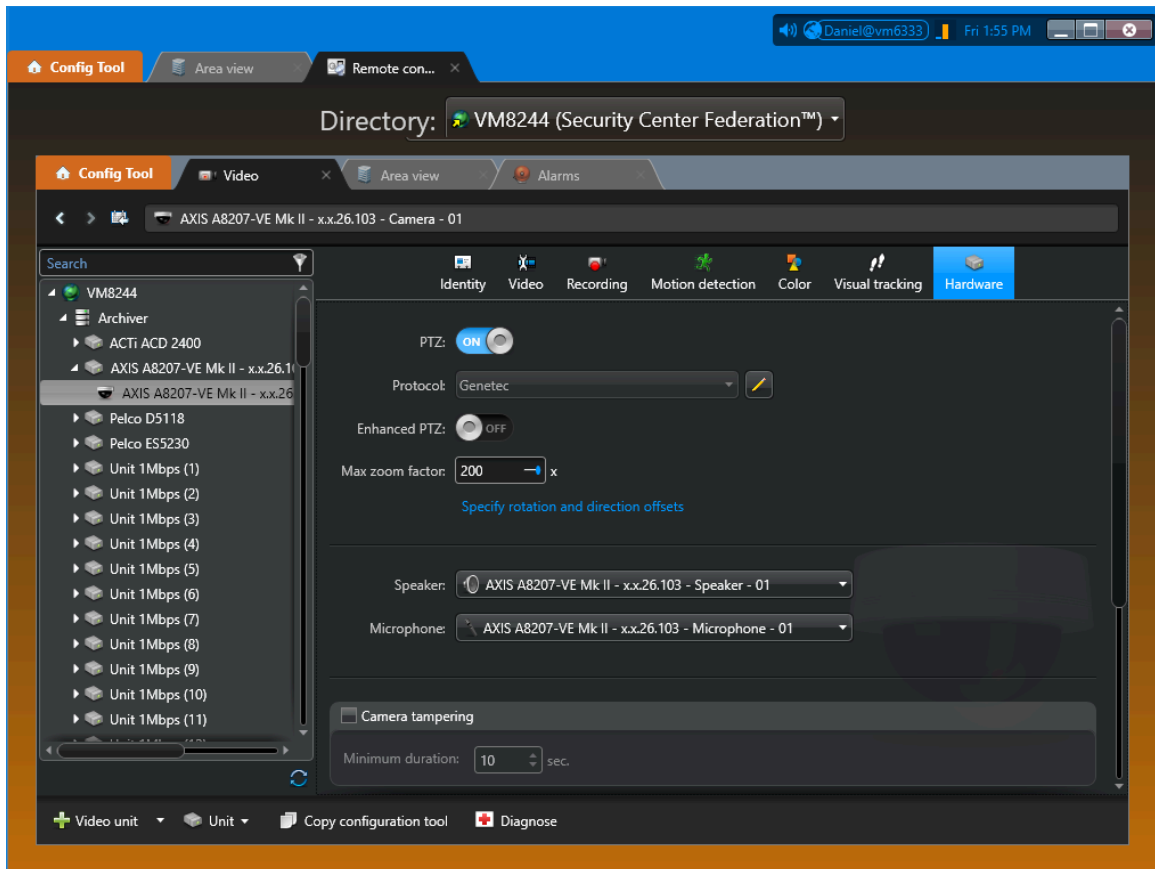 Daniel@vm6333 Fri 1:55 PM
Config Tool Area view Remote con...
Directory: VM8244 (Security Center Federation™)
Config Tool Video Area view Alarms
AXIS A8207-VE Mk II - x.x.26.103 - Camera - 01
Search
VM8244
Archiver
ACTi ACD 2400
AXIS A8207-VE Mk II - x.x.26.1
AXIS A8207-VE Mk II - x.x.26
Pelco D5118
Pelco ES5230
Unit 1Mbps (1)
Unit 1Mbps (2)
Unit 1Mbps (3)
Unit 1Mbps (4)
Unit 1Mbps (5)
Unit 1Mbps (6)
Unit 1Mbps (7)
Unit 1Mbps (8)
Unit 1Mbps (9)
Unit 1Mbps (10)
Unit 1Mbps (11)
Identity Video Recording Motion detection Color Visual tracking Hardware
PTZ: ON
Protocol: Genetec
Enhanced PTZ: OFF
Max zoom factor: 200 x
Specify rotation and direction offsets
Speaker: AXIS A8207-VE Mk II - x.x.26.103 - Speaker - 01
Microphone: AXIS A8207-VE Mk II - x.x.26.103 - Microphone - 01
Camera tampering
Minimum duration: 10 sec.
Video unit Unit Copy configuration tool Diagnose